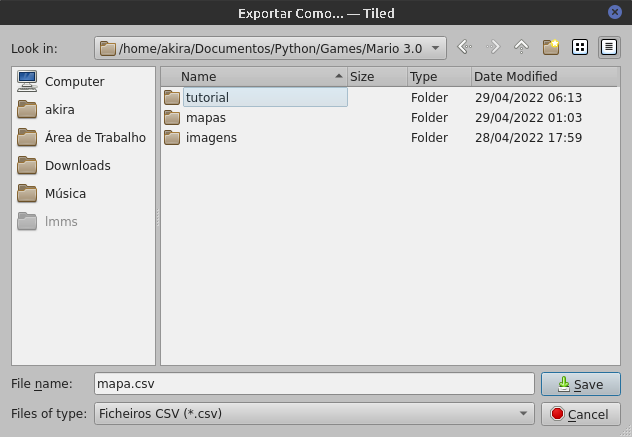 Exportar Como... — Tiled
Look in: /home/akira/Documentos/Python/Games/Mario 3.0
Computer
akira
Área de Trabalho
Downloads
Música
lmms
Name Size Type Date Modified
tutorial Folder 29/04/2022 06:13
mapas Folder 29/04/2022 01:03
imagens Folder 28/04/2022 17:59
File name: mapa.csv Save
Files of type: Ficheiros CSV (*.csv) Cancel